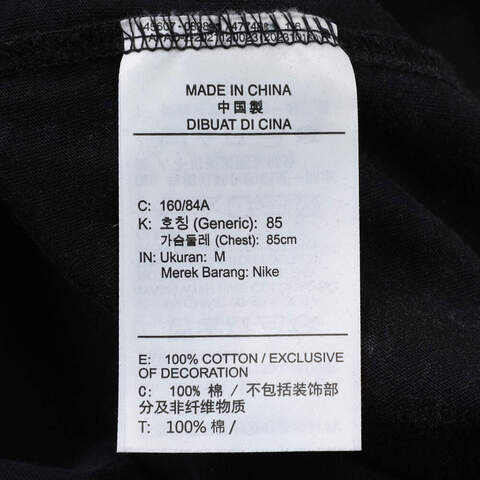 MADE IN CHINA
中国製
DIBUAT DI CINA
C: 160/84A
K: 호칭 (Generic): 85
가슴둘레 (Chest): 85cm
IN: Ukuran: M
Merek Barang: Nike
E: 100% COTTON / EXCLUSIVE
OF DECORATION
C: 100% 棉 / 不包括装饰部
分及非纤维物质
T: 100% 棉 /